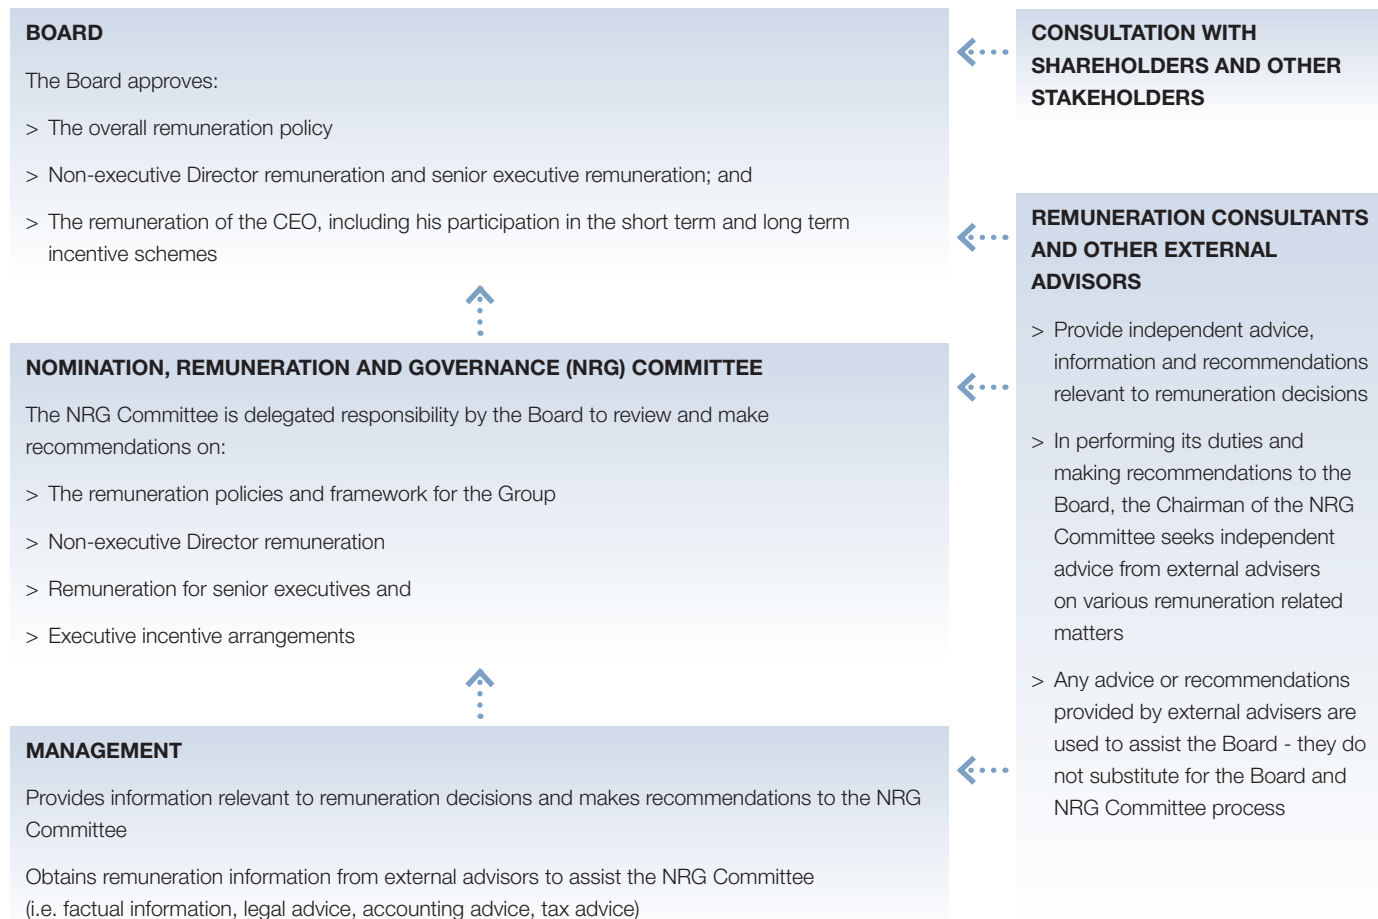 BOARD
The Board approves:
> The overall remuneration policy
> Non-executive Director remuneration and senior executive remuneration; and
> The remuneration of the CEO, including his participation in the short term and long term
incentive schemes
NOMINATION, REMUNERATION AND GOVERNANCE (NRG) COMMITTEE
The NRG Committee is delegated responsibility by the Board to review and make
recommendations on:
> The remuneration policies and framework for the Group
> Non-executive Director remuneration
> Remuneration for senior executives and
> Executive incentive arrangements
MANAGEMENT
Provides information relevant to remuneration decisions and makes recommendations to the NRG
Committee
Obtains remuneration information from external advisors to assist the NRG Committee
(i.e. factual information, legal advice, accounting advice, tax advice)
CONSULTATION WITH
SHAREHOLDERS AND OTHER
STAKEHOLDERS
REMUNERATION CONSULTANTS
AND OTHER EXTERNAL
ADVISORS
> Provide independent advice,
information and recommendations
relevant to remuneration decisions
> In performing its duties and
making recommendations to the
Board, the Chairman of the NRG
Committee seeks independent
advice from external advisers
on various remuneration related
matters
> Any advice or recommendations
provided by external advisers are
used to assist the Board - they do
not substitute for the Board and
NRG Committee process